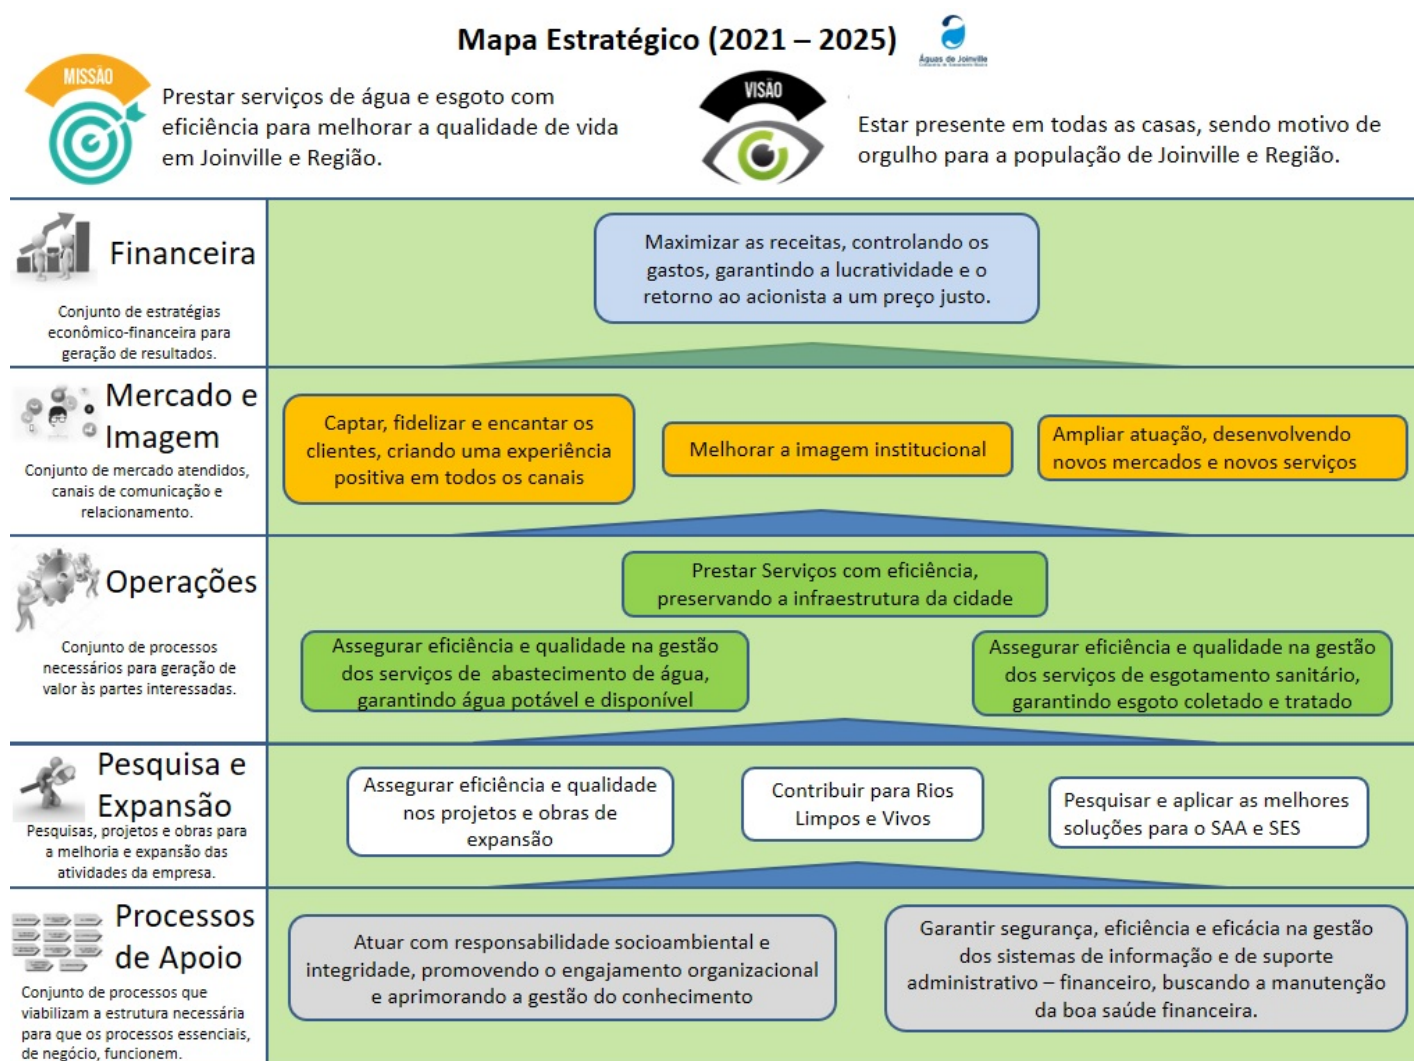 Mapa Estratégico (2021 – 2025)
Águas de Joinville
MISSÃO
Prestar serviços de água e esgoto com
eficiência para melhorar a qualidade de vida
em Joinville e Região.
VISÃO
Estar presente em todas as casas, sendo motivo de
orgulho para a população de Joinville e Região.
Financeira
Conjunto de estratégias
econômico-financeira para
geração de resultados.
Maximizar as receitas, controlando os
gastos, garantindo a lucratividade e o
retorno ao acionista a um preço justo.
Mercado e
Imagem
Conjunto de mercado atendidos,
canais de comunicação e
relacionamento.
Captar, fidelizar e encantar os
clientes, criando uma experiência
positiva em todos os canais
Melhorar a imagem institucional
Ampliar atuação, desenvolvendo
novos mercados e novos serviços
Operações
Conjunto de processos
necessários para geração de
valor às partes interessadas.
Prestar Serviços com eficiência,
preservando a infraestrutura da cidade
Assegurar eficiência e qualidade na gestão
dos serviços de abastecimento de água,
garantindo água potável e disponível
Assegurar eficiência e qualidade na gestão
dos serviços de esgotamento sanitário,
garantindo esgoto coletado e tratado
Pesquisa e
Expansão
Pesquisas, projetos e obras para
a melhoria e expansão das
atividades da empresa.
Assegurar eficiência e qualidade
nos projetos e obras de
expansão
Contribuir para Rios
Limpos e Vivos
Pesquisar e aplicar as melhores
soluções para o SAA e SES
Processos
de Apoio
Conjunto de processos que
viabilizam a estrutura necessária
para que os processos essenciais,
de negócio, funcionem.
Atuar com responsabilidade socioambiental e
integridade, promovendo o engajamento organizacional
e aprimorando a gestão do conhecimento
Garantir segurança, eficiência e eficácia na gestão
dos sistemas de informação e de suporte
administrativo – financeiro, buscando a manutenção
da boa saúde financeira.